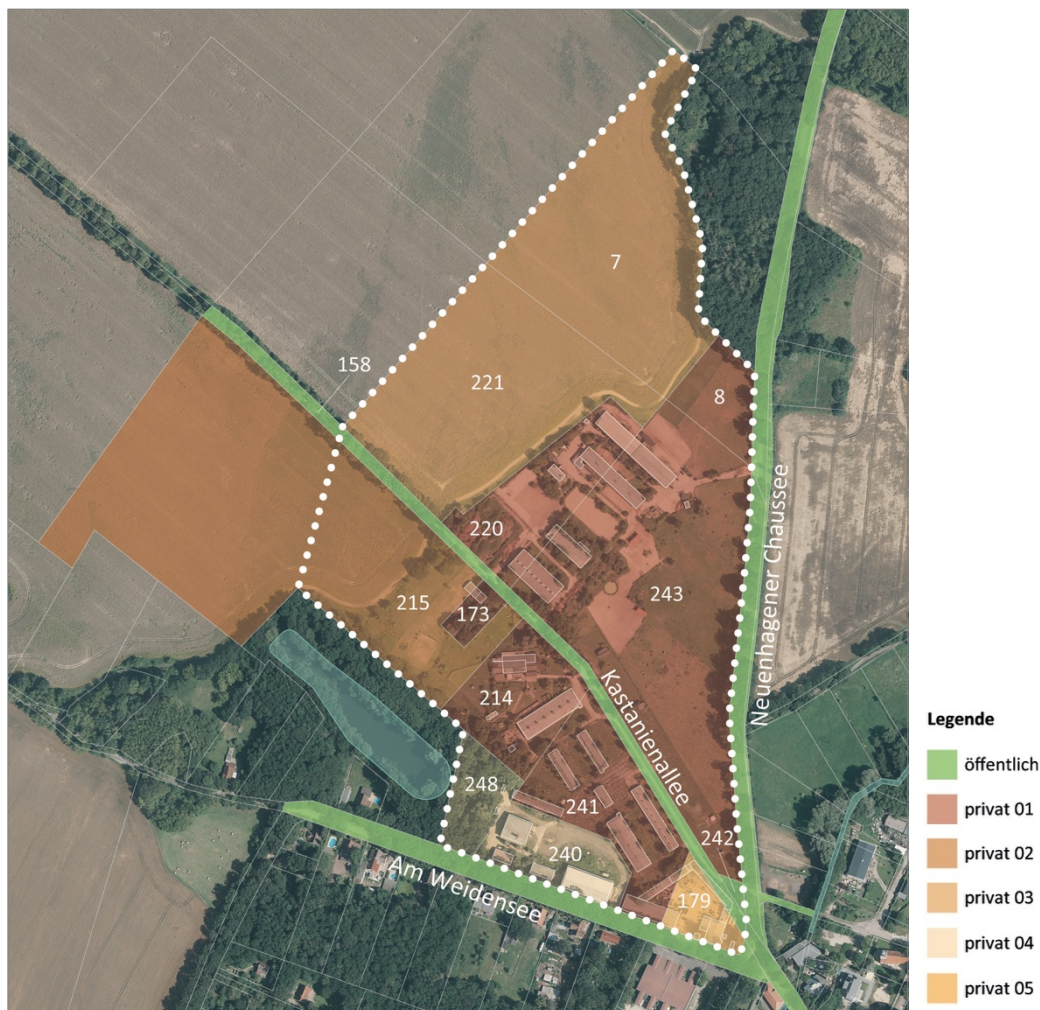 7
158
221
8
220
243
215
173
214
Neuenhagener Chaussee
Kastanienallee
248
241
242
240
179
Am Weidensee
Legende
öffentlich
privat 01
privat 02
privat 03
privat 04
privat 05